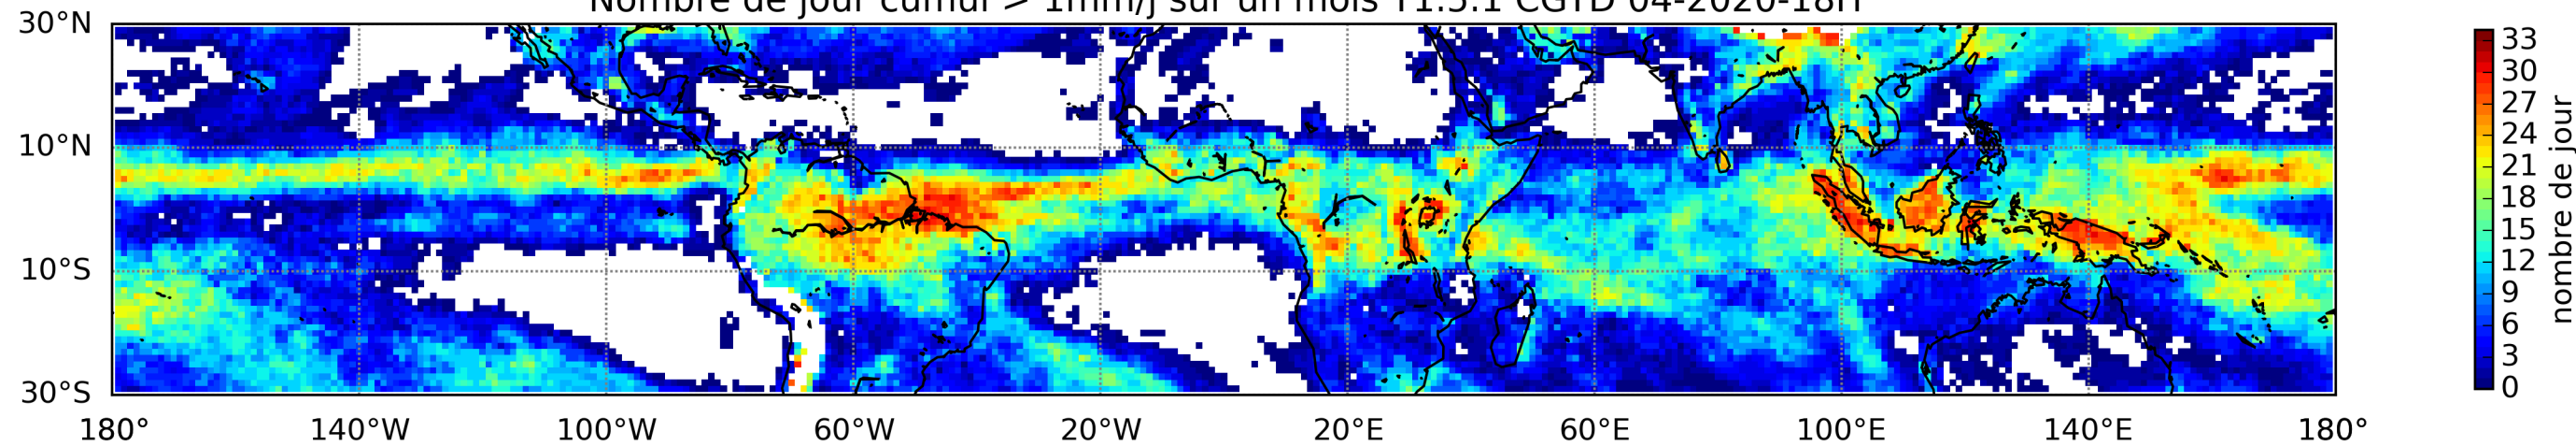 Nombre de jour cumul > 1mm/j sur un mois T1.5.1 CGTD 04-2020-18H
30°N
10°N
10°S
30°S
180° 140°W 100°W 60°W 20°W 20°E 60°E 100°E 140°E 180°
33
30
27
24
21
18
15
12
9
6
3
0
nombre de jour